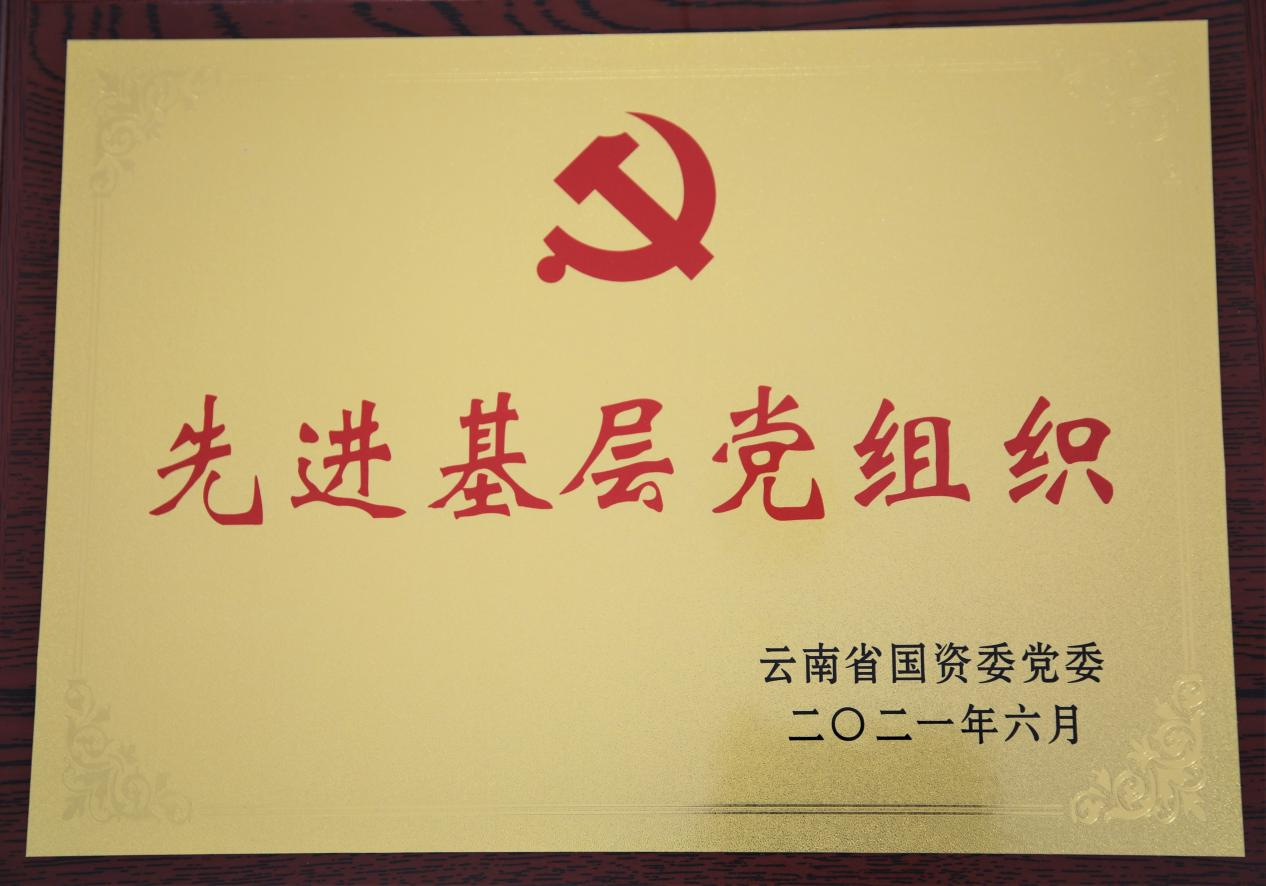 先进基层党组织
云南省国资委党委
二〇二一年六月